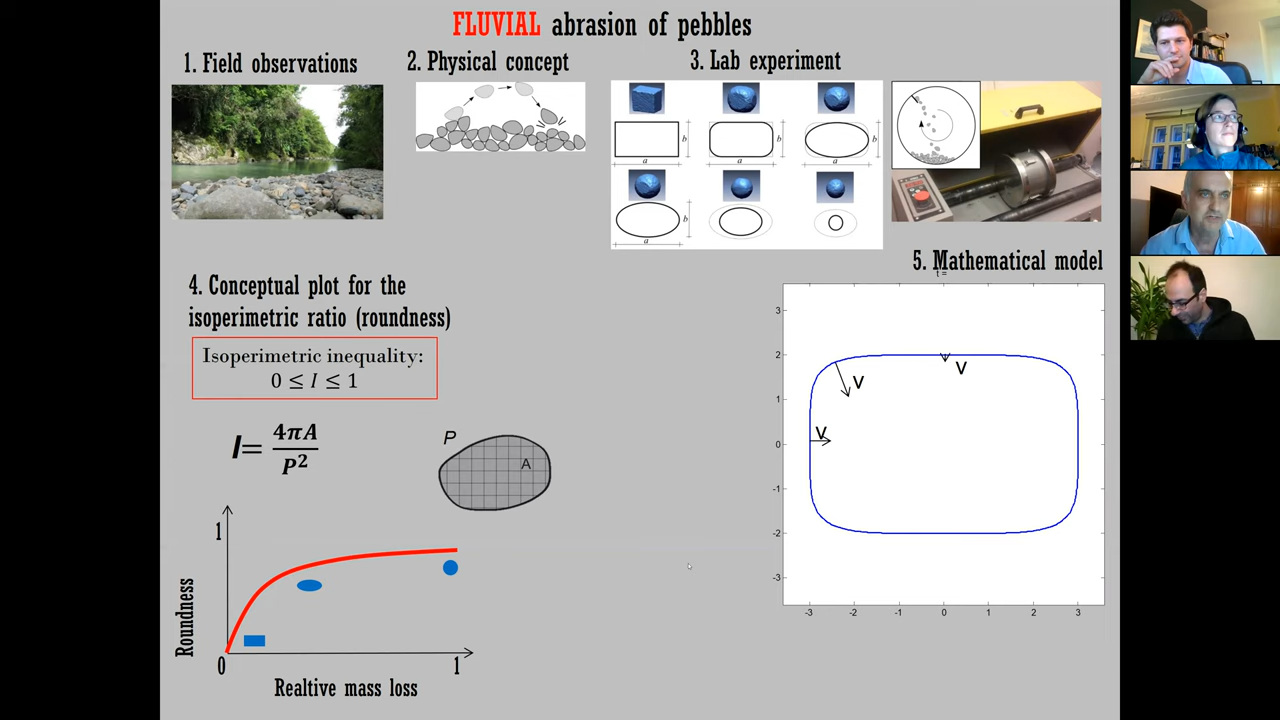 FLUVIAL abrasion of pebbles
1. Field observations
2. Physical concept
3. Lab experiment
b
a
b
a
a
b
a
4. Conceptual plot for the
isoperimetric ratio (roundness)
Isoperimetric inequality:
0 ≤ I ≤ 1
I= 4πA
P²
P
A
1
Roundness
0
1
Realtive mass loss
5. Mathematical model
t =
3
2
1
0
-1
-2
-3
-3 -2 -1 0 1 2 3
V
V
V